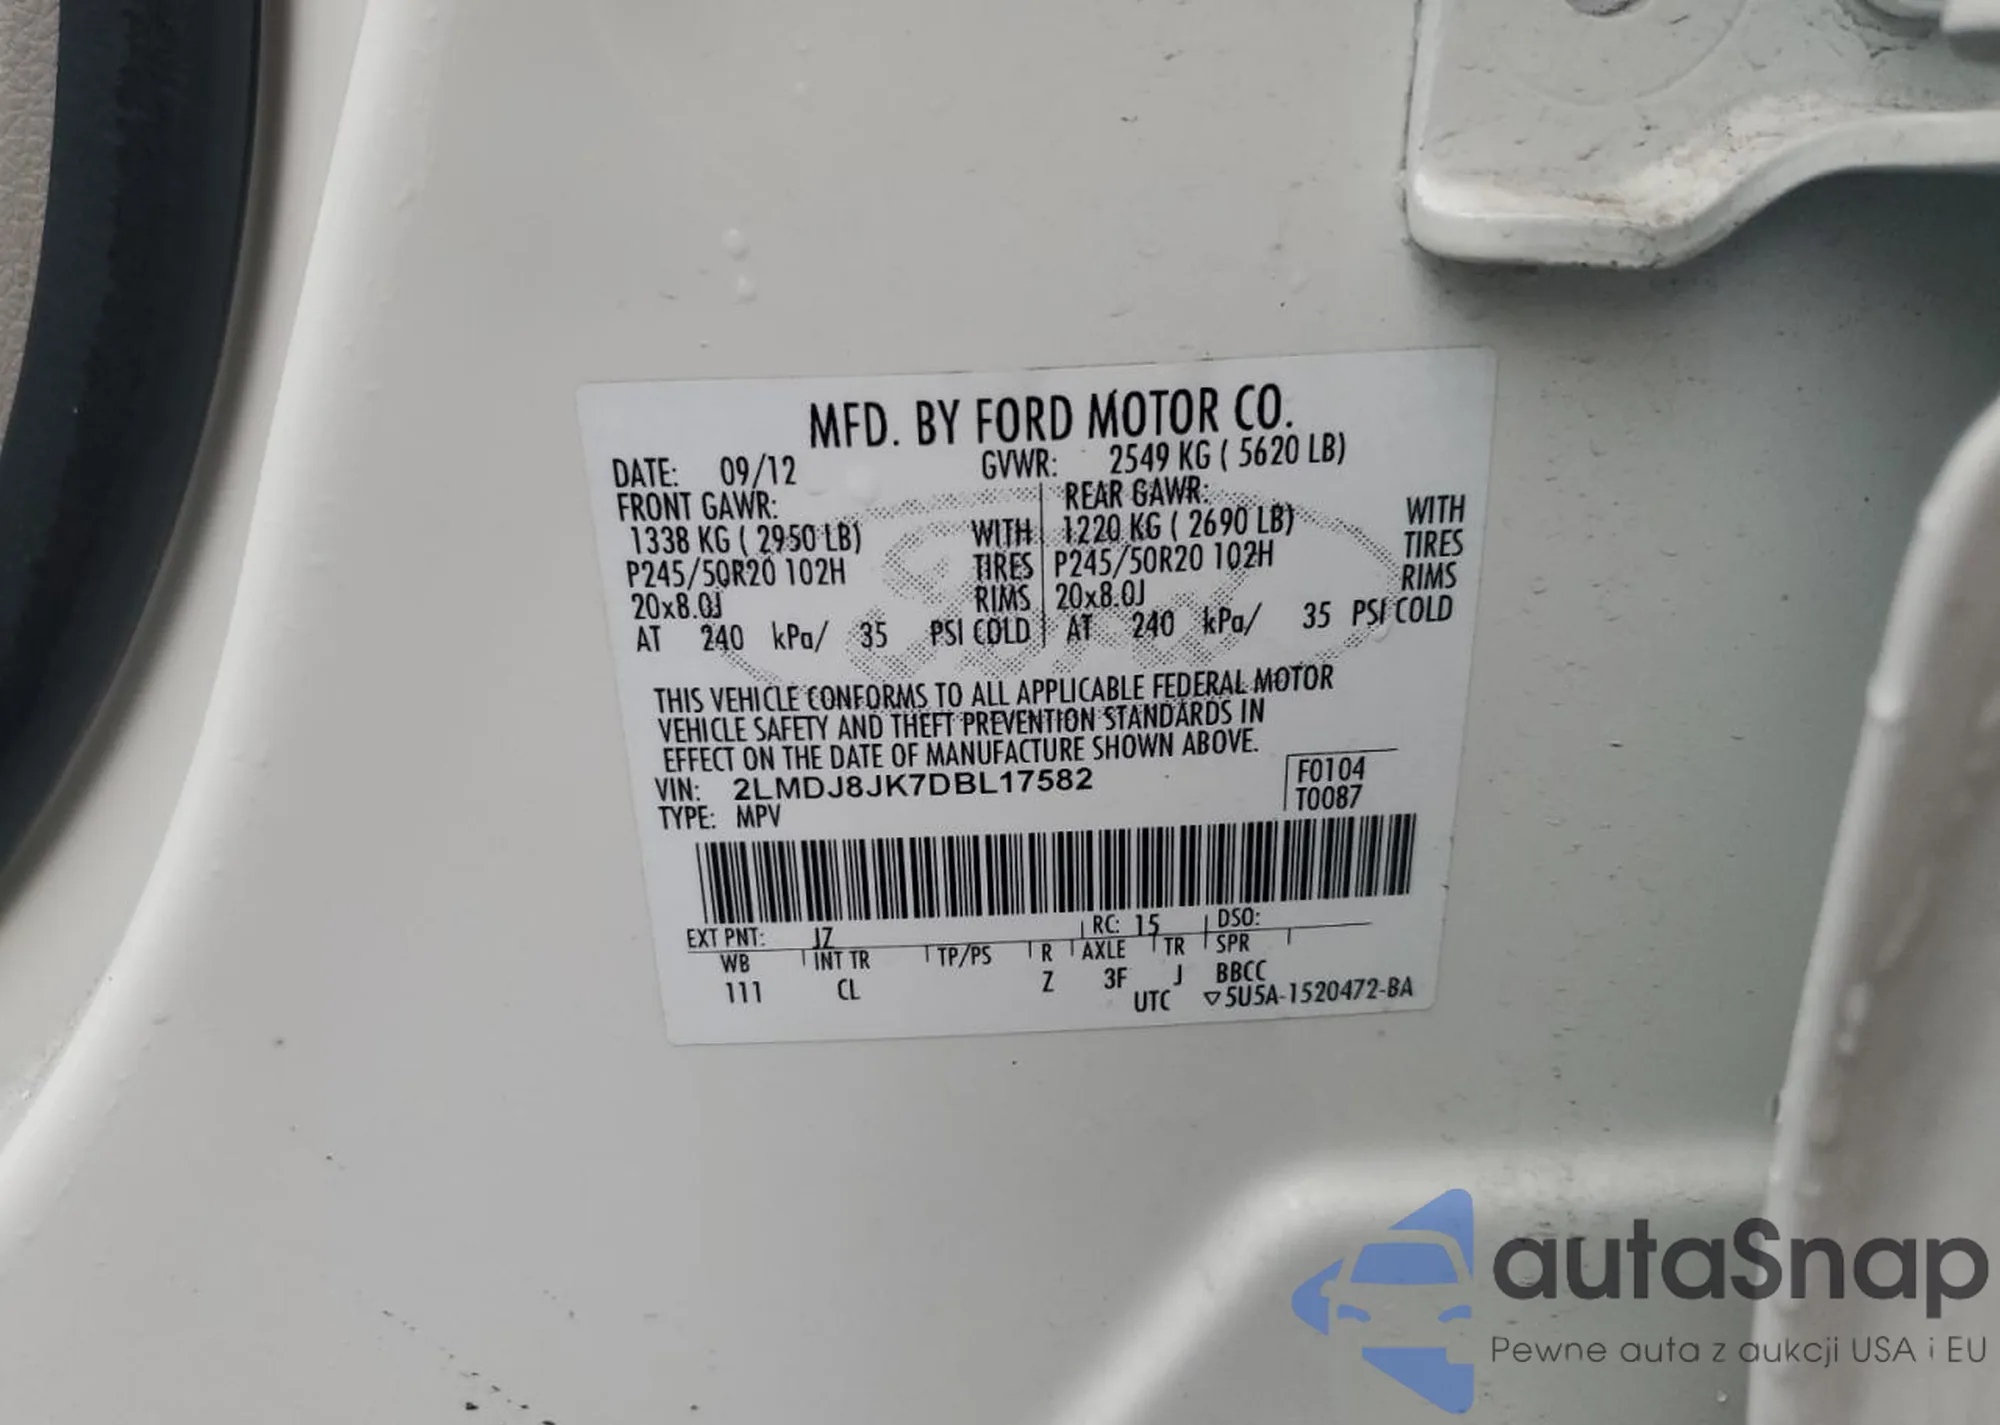 MFD. BY FORD MOTOR CO.
DATE: 09/12 GVWR: 2549 KG ( 5620 LB)
FRONT GAWR: REAR GAWR:
1338 KG ( 2950 LB) WITH 1220 KG ( 2690 LB) WITH
P245/50R20 102H TIRES P245/50R20 102H TIRES
20x8.0J RIMS 20x8.0J RIMS
AT 240 kPa/ 35 PSI COLD AT 240 kPa/ 35 PSI COLD
THIS VEHICLE CONFORMS TO ALL APPLICABLE FEDERAL MOTOR
VEHICLE SAFETY AND THEFT PREVENTION STANDARDS IN
EFFECT ON THE DATE OF MANUFACTURE SHOWN ABOVE.
VIN: 2LMDJ8JK7DBL17582 F0104
TYPE: MPV T0087
EXT PNT: JZ RC: 15 DSO:
WB INT TR TP/PS R AXLE TR SPR
111 CL Z 3F J BBCC
UTC ▽5U5A-1520472-BA
autaSnap
Pewne auta z aukcji USA i EU